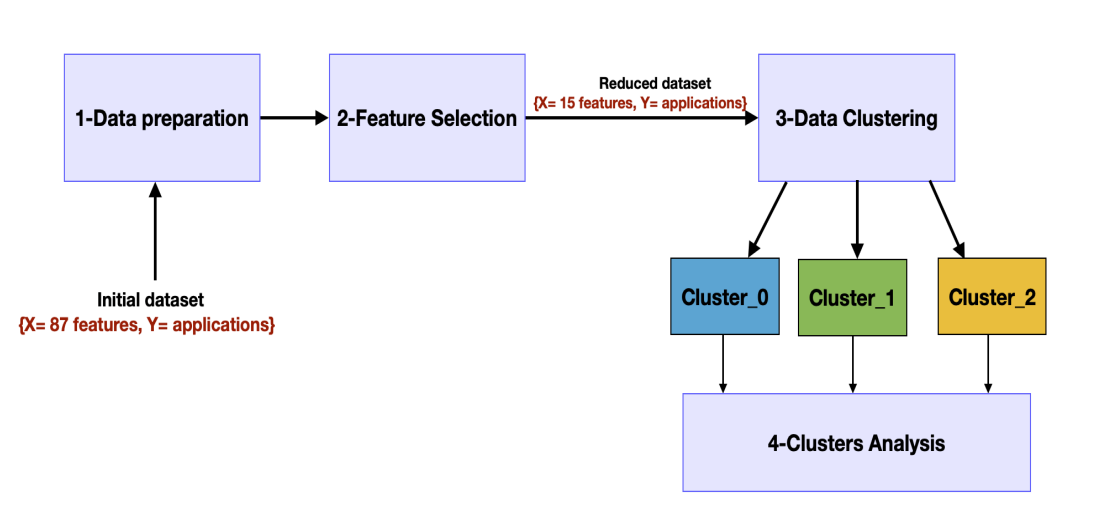 Reduced dataset
{X= 15 features, Y= applications}
1-Data preparation
2-Feature Selection
3-Data Clustering
Initial dataset
{X= 87 features, Y= applications}
Cluster_0
Cluster_1
Cluster_2
4-Clusters Analysis